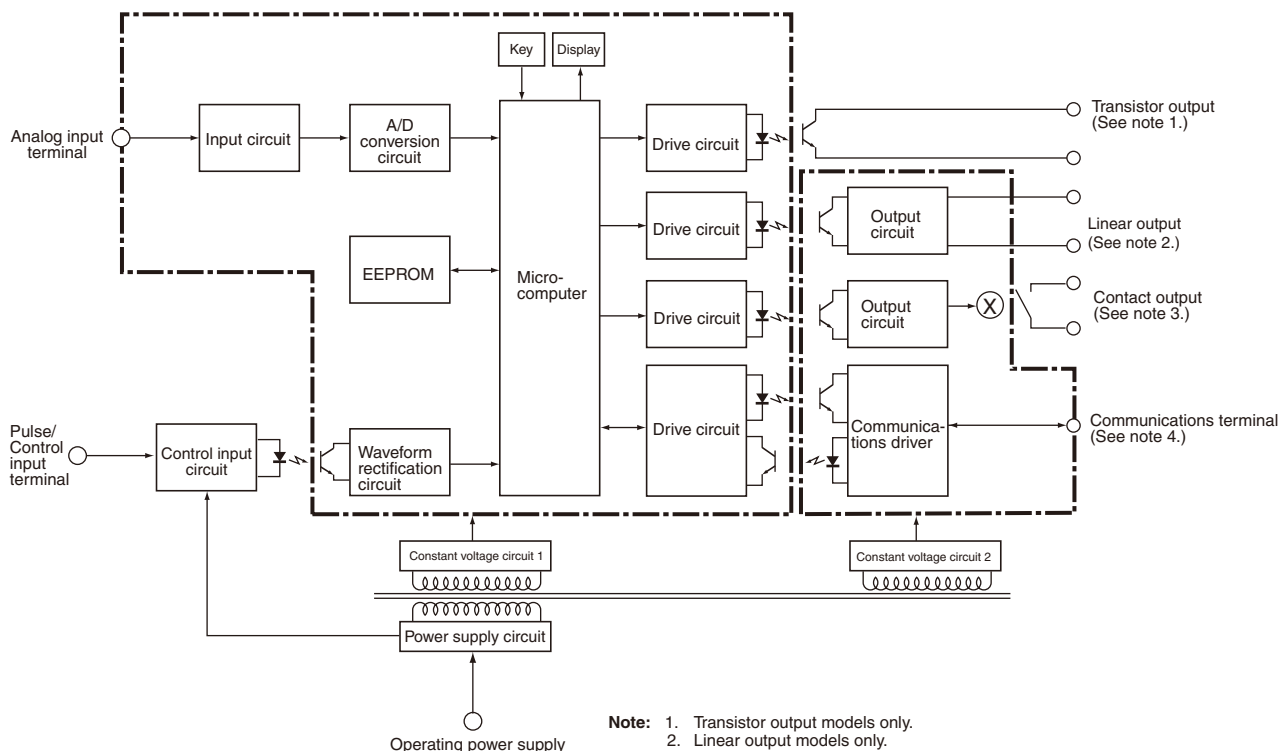 Key
Display
Analog input
terminal
Input circuit
A/D
conversion
circuit
Drive circuit
Transistor output
(See note 1.)
Drive circuit
Output
circuit
Linear output
(See note 2.)
EEPROM
Micro-
computer
Drive circuit
Output
circuit
X
Contact output
(See note 3.)
Pulse/
Control
input
terminal
Control input
circuit
Waveform
rectification
circuit
Drive circuit
Communica-
tions driver
Communications terminal
(See note 4.)
Constant voltage circuit 1
Constant voltage circuit 2
Power supply circuit
Operating power supply
Note: 1. Transistor output models only.
2. Linear output models only.